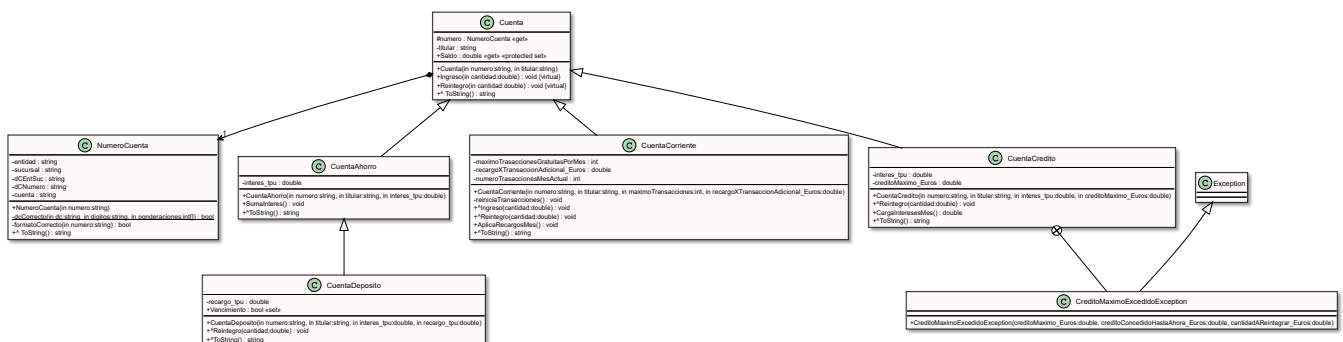 C Cuenta
#numero : NumeroCuenta «get»
-titular : string
+Saldo : double «get» «protected set»
+Cuenta(in numero:string, in titular:string)
+Ingreso(in cantidad:double) : void {virtual}
+Reintegro(in cantidad:double) : void {virtual}
+^ ToString() : string
1
C NumeroCuenta
-entidad : string
-sucursal : string
-dCEntSuc : string
-dCNumero : string
-cuenta : string
+NumeroCuenta(in numero:string)
-dcCorrecto(in dc:string, in digitos:string, in ponderaciones:int[]) : bool
-formatoCorrecto(in numero:string) : bool
+^ ToString() : string
C CuentaAhorro
-interes_tpu : double
+CuentaAhorro(in numero:string, in titular:string, in interes_tpu:double)
+SumaInteres() : void
+^ToString() : string
C CuentaCorriente
-maximoTrasaccionesGratuitasPorMes : int
-recargoXTransaccionAdicional_Euros : double
-numeroTrasaccionesMesActual : int
+CuentaCorriente(in numero:string, in titular:string, in maximoTransacciones:int, in recargoXTransaccionAdicional_Euros:double)
-reiniciaTransacciones() : void
+^Ingreso(cantidad:double) : void
+^Reintegro(cantidad:double) : void
+AplicaRecargosMes() : void
+^ToString() : string
C CuentaCredito
-interes_tpu : double
-creditoMaximo_Euros : double
+CuentaCredito(in numero:string, in titular:string, in interes_tpu:double, in creditoMaximo_Euros:double)
+^Reintegro(cantidad:double) : void
+CargaInteresesMes() : double
+^ToString() : string
C Exception
C CuentaDeposito
-recargo_tpu : double
+Vencimiento : bool «set»
+CuentaDeposito(in numero:string, in titular:string, in interes_tpu:double, in recargo_tpu:double)
+^Reintegro(cantidad:double) : void
+^ToString() : string
C CreditoMaximoExcedidoException
+CreditoMaximoExcedidoException(creditoMaximo_Euros:double, creditoConcedidoHastaAhora_Euros:double, cantidadAReintegrar_Euros:double)